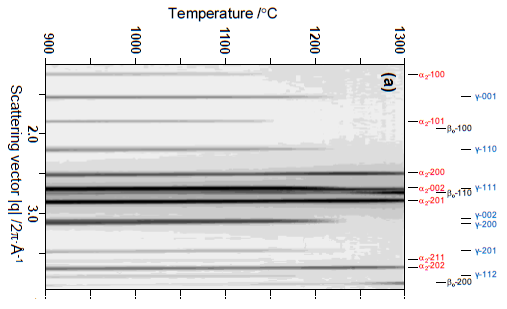 Temperature /°C
900
1000
1100
1200
1300
(a)
Scattering vector |q| /2π·Å⁻¹
2.0
3.0
α₂-100
γ-001
α₂-101
β₀-100
γ-110
α₂-200
α₂-002
γ-111
β₀-110
α₂-201
γ-002
γ-200
γ-201
α₂-211
α₂-202
γ-112
β₀-200